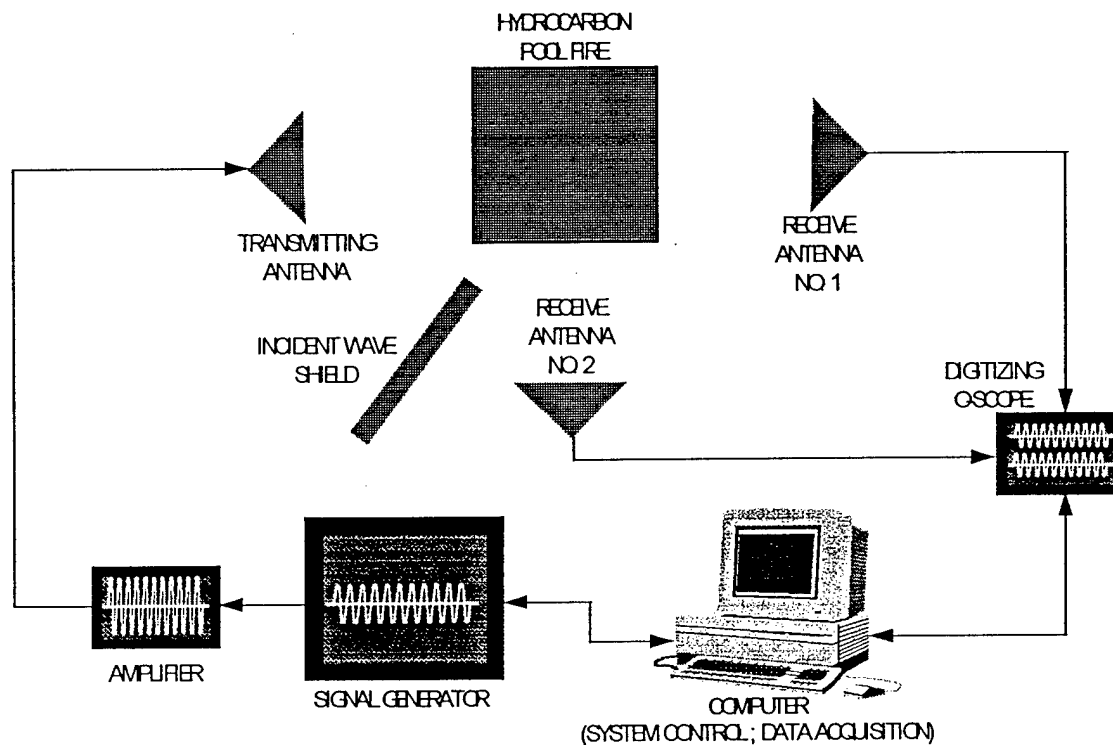 HYDROCARBON
POOL FIRE
TRANSMITTING
ANTENNA
RECEIVE
ANTENNA
NO. 1
INCIDENT WAVE
SHIELD
RECEIVE
ANTENNA
NO. 2
DIGITIZING
O-SCOPE
AMPLIFIER
SIGNAL GENERATOR
COMPUTER
(SYSTEM CONTROL; DATA ACQUISITION)